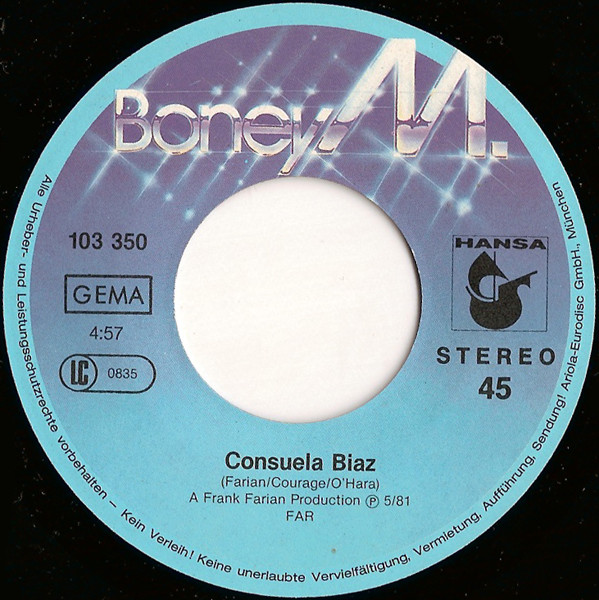 Boney M.
103 350
GEMA
4:57
LC 0835
HANSA
STEREO
45
Consuela Biaz
(Farian/Courage/O'Hara)
A Frank Farian Production Ⓟ 5/81
FAR
Alle Urheber- und Leistungsschutzrechte vorbehalten – Kein Verleih! Keine unerlaubte Vervielfältigung, Vermietung, Aufführung, Sendung! Ariola-Eurodisc GmbH., München